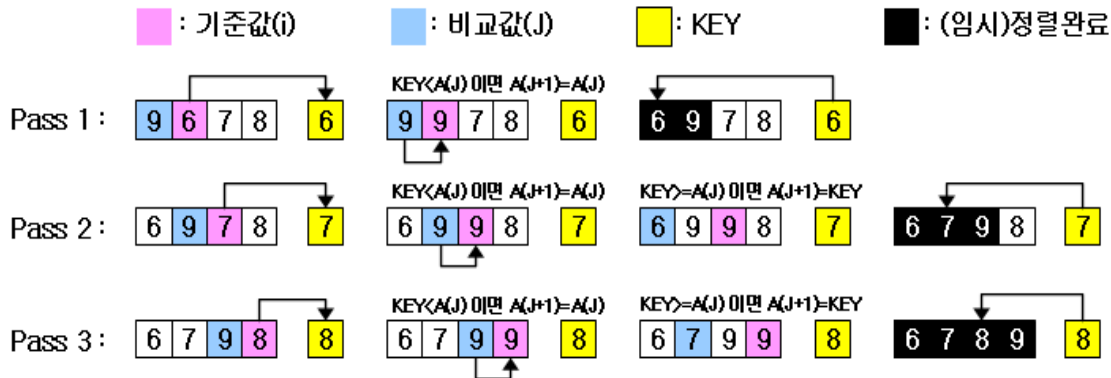 : 기준값(i) : 비교값(J) : KEY : (임시)정렬완료
KEY<A(J) 이면 A(J+1)=A(J)
Pass 1 : 9 6 7 8 6 9 9 7 8 6 6 9 7 8 6
KEY<A(J) 이면 A(J+1)=A(J) KEY>=A(J) 이면 A(J+1)=KEY
Pass 2 : 6 9 7 8 7 6 9 9 8 7 6 9 9 8 7 6 7 9 8 7
KEY<A(J) 이면 A(J+1)=A(J) KEY>=A(J) 이면 A(J+1)=KEY
Pass 3 : 6 7 9 8 8 6 7 9 9 8 6 7 9 9 8 6 7 8 9 8